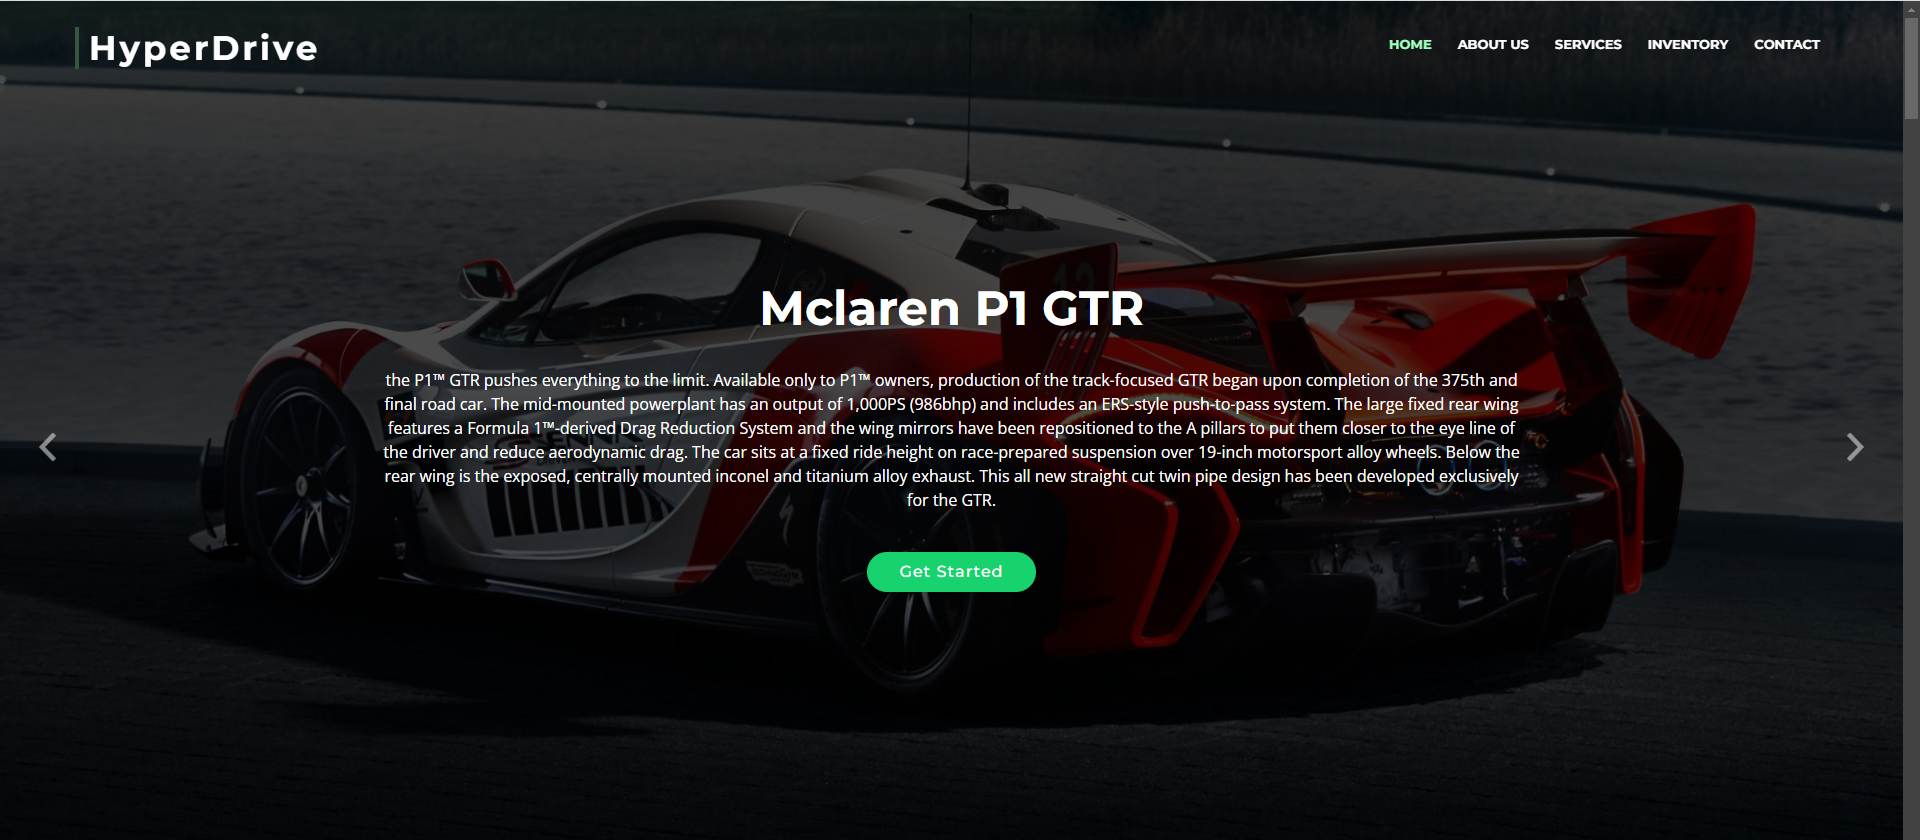 HyperDrive
HOME ABOUT US SERVICES INVENTORY CONTACT
Mclaren P1 GTR
the P1™ GTR pushes everything to the limit. Available only to P1™ owners, production of the track-focused GTR began upon completion of the 375th and
final road car. The mid-mounted powerplant has an output of 1,000PS (986bhp) and includes an ERS-style push-to-pass system. The large fixed rear wing
features a Formula 1™-derived Drag Reduction System and the wing mirrors have been repositioned to the A pillars to put them closer to the eye line of
the driver and reduce aerodynamic drag. The car sits at a fixed ride height on race-prepared suspension over 19-inch motorsport alloy wheels. Below the
rear wing is the exposed, centrally mounted inconel and titanium alloy exhaust. This all new straight cut twin pipe design has been developed exclusively
for the GTR.
Get Started